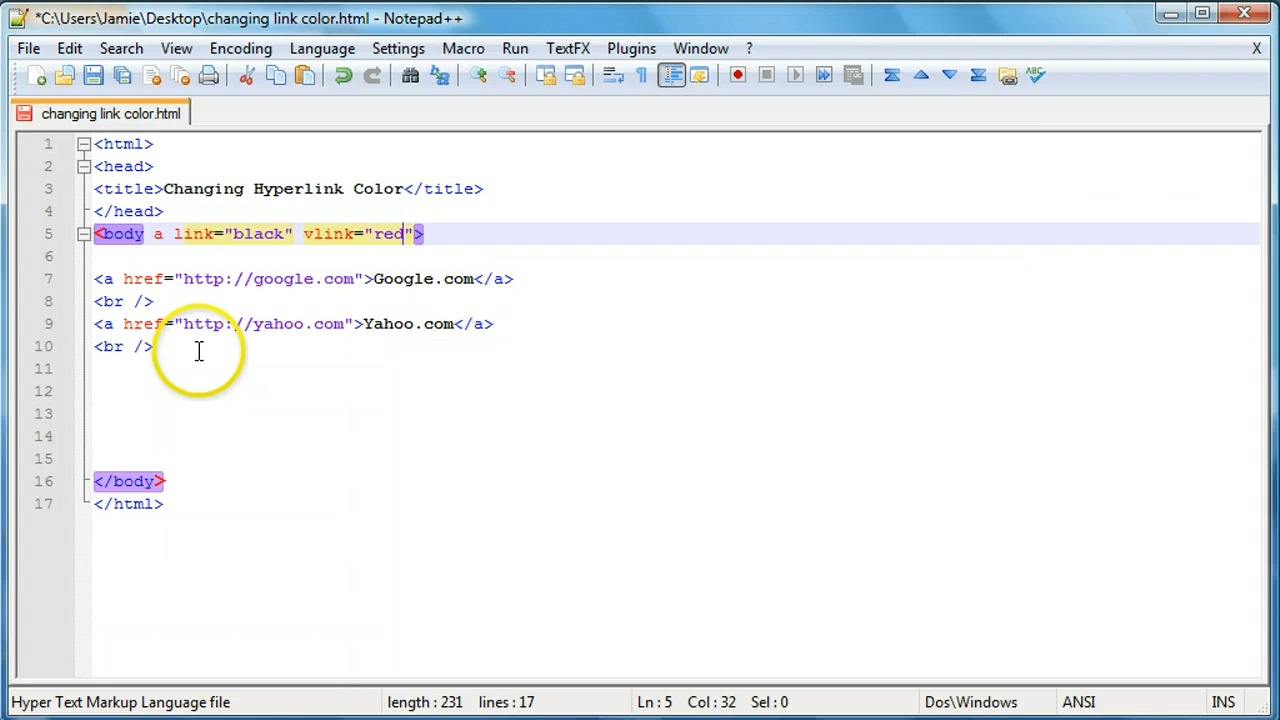 *C:\Users\Jamie\Desktop\changing link color.html - Notepad++
File Edit Search View Encoding Language Settings Macro Run TextFX Plugins Window ? X
ABC
changing link color.html
1 <html>
2 <head>
3 <title>Changing Hyperlink Color</title>
4 </head>
5 <body a link="black" vlink="red">
6
7 <a href="http://google.com">Google.com</a>
8 <br />
9 <a href="http://yahoo.com">Yahoo.com</a>
10 <br />
11
12
13
14
15
16 </body>
17 </html>
Hyper Text Markup Language file length : 231 lines : 17 Ln : 5 Col : 32 Sel : 0 Dos\Windows ANSI INS